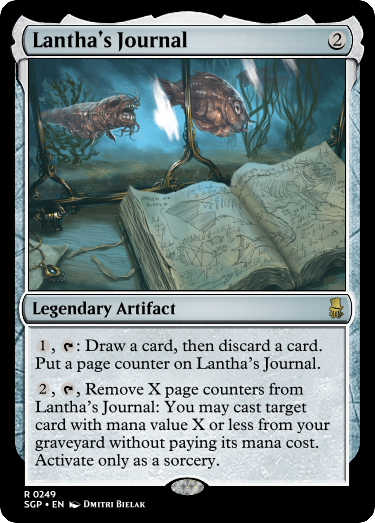 Lantha's Journal 2
Legendary Artifact
1, : Draw a card, then discard a card.
Put a page counter on Lantha's Journal.
2, , Remove X page counters from
Lantha's Journal: You may cast target
card with mana value X or less from your
graveyard without paying its mana cost.
Activate only as a sorcery.
R 0249
SGP • EN Dmitri Bielak